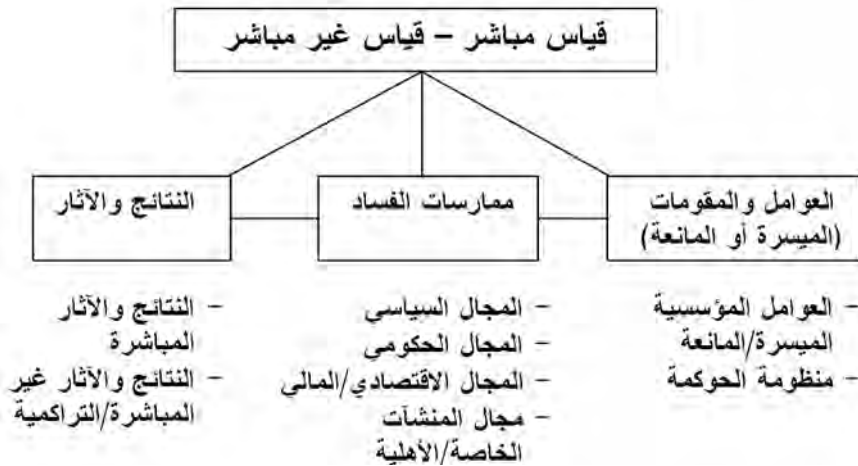 قياس مباشر – قياس غير مباشر
العوامل والمقومات
(الميسرة أو المانعة)
ممارسات الفساد
النتائج والآثار
– العوامل المؤسسية
الميسرة/المانعة
– منظومة الحوكمة
– المجال السياسي
– المجال الحكومي
– المجال الاقتصادي/المالي
– مجال المنشآت
الخاصة/الأهلية
– النتائج والآثار
المباشرة
– النتائج والآثار غير
المباشرة/التراكمية